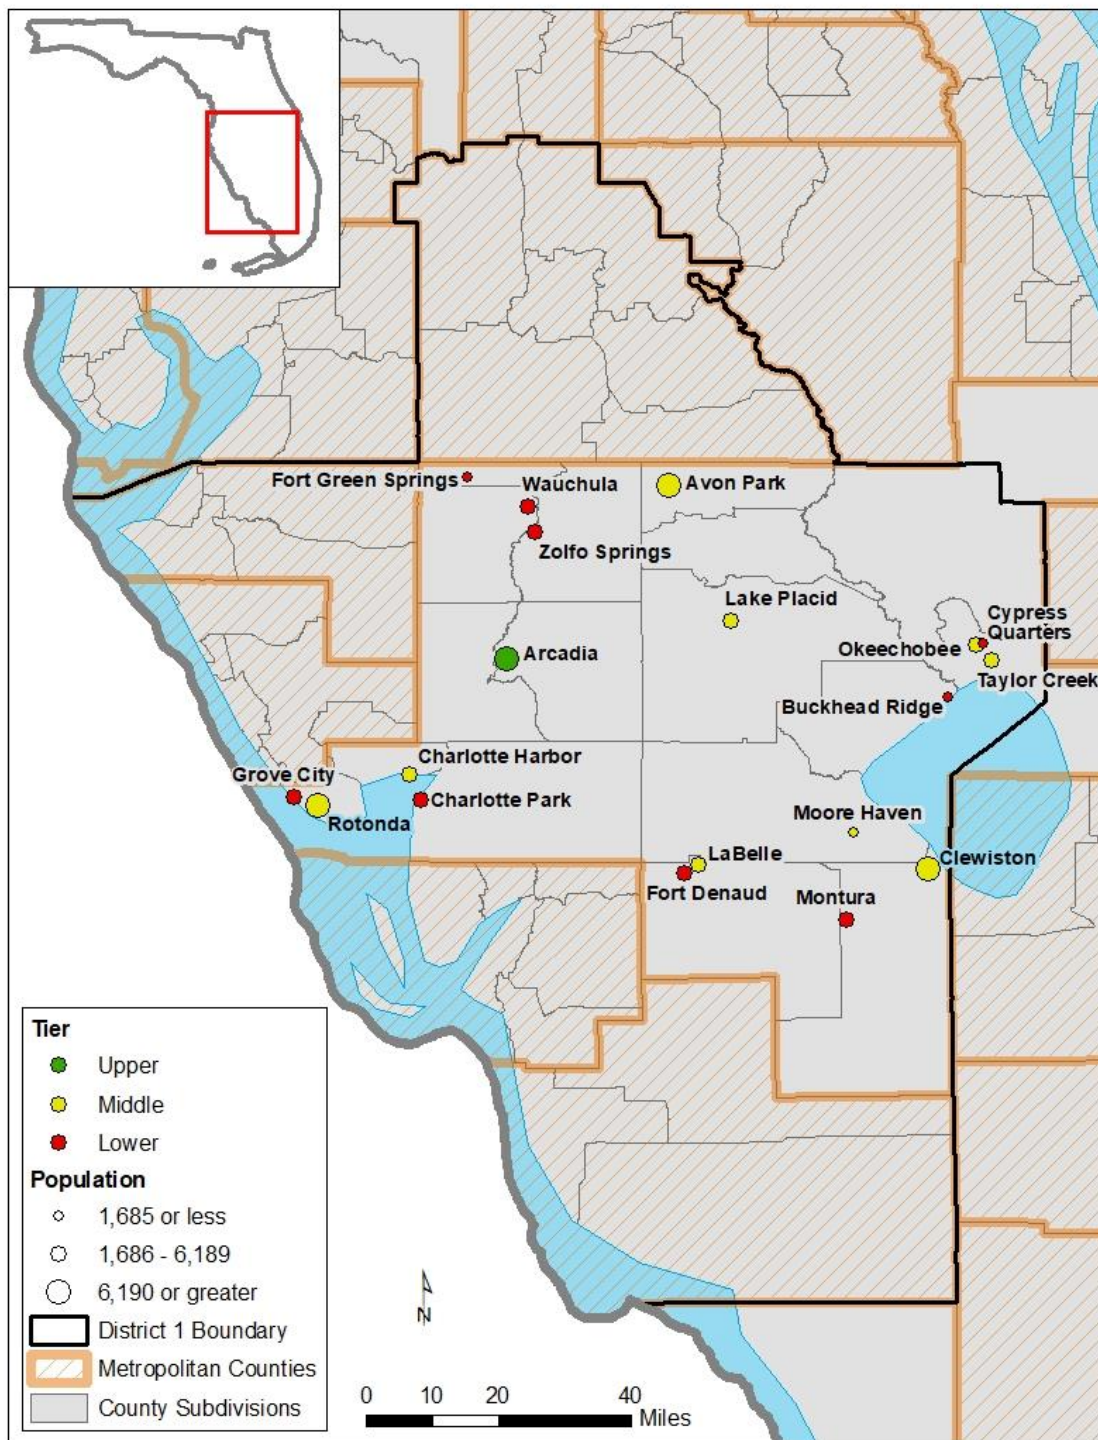 Fort Green Springs
Wauchula
Avon Park
Zolfo Springs
Lake Placid
Cypress
Quarters
Okeechobee
Arcadia
Taylor Creek
Buckhead Ridge
Charlotte Harbor
Grove City
Charlotte Park
Rotonda
Moore Haven
LaBelle
Clewiston
Fort Denaud
Montura
Tier
Upper
Middle
Lower
Population
1,685 or less
1,686 - 6,189
6,190 or greater
District 1 Boundary
Metropolitan Counties
County Subdivisions
N
0 10 20 40
Miles